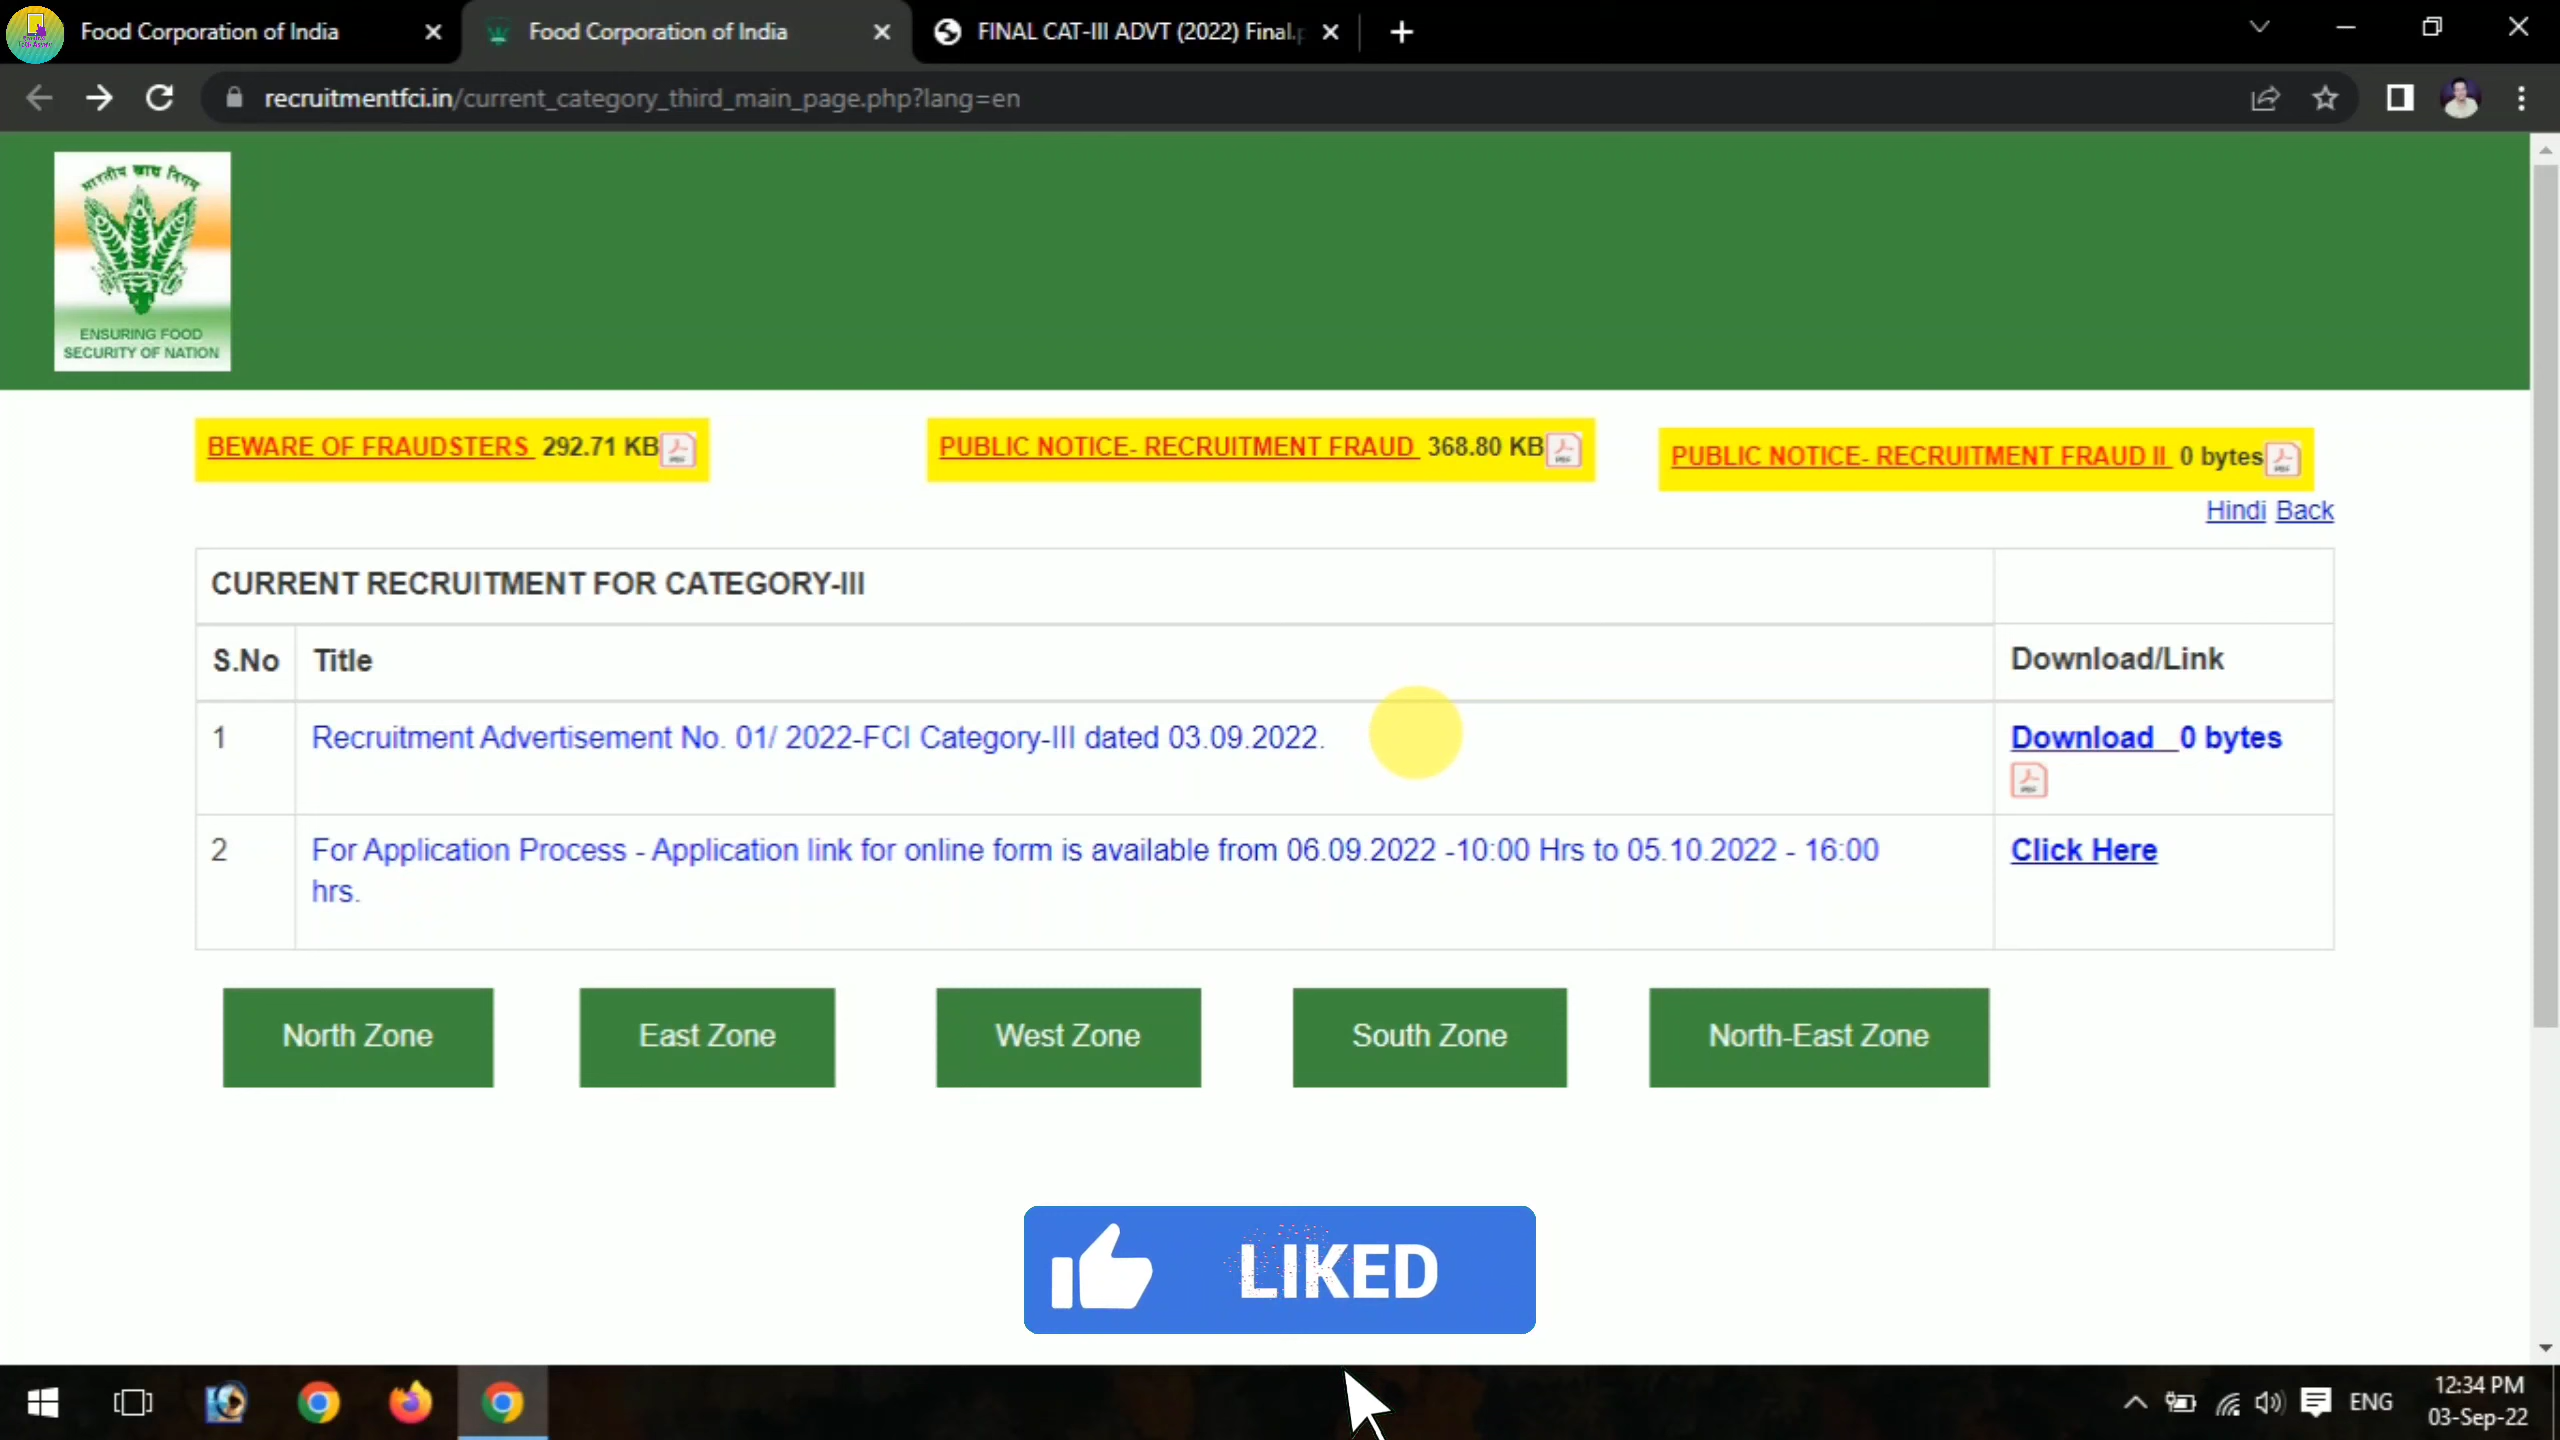 Food Corporation of India
Food Corporation of India
FINAL CAT-III ADVT (2022) Final.p
recruitmentfci.in/current_category_third_main_page.php?lang=en
भारतीय खाद्य निगम
ENSURING FOOD
SECURITY OF NATION
BEWARE OF FRAUDSTERS 292.71 KB
PUBLIC NOTICE- RECRUITMENT FRAUD 368.80 KB
PUBLIC NOTICE- RECRUITMENT FRAUD II 0 bytes
Hindi Back
CURRENT RECRUITMENT FOR CATEGORY-III
S.No Title Download/Link
1 Recruitment Advertisement No. 01/ 2022-FCI Category-III dated 03.09.2022. Download 0 bytes
2 For Application Process - Application link for online form is available from 06.09.2022 -10:00 Hrs to 05.10.2022 - 16:00 Click Here
hrs.
North Zone East Zone West Zone South Zone North-East Zone
LIKED
ENG
12:34 PM
03-Sep-22